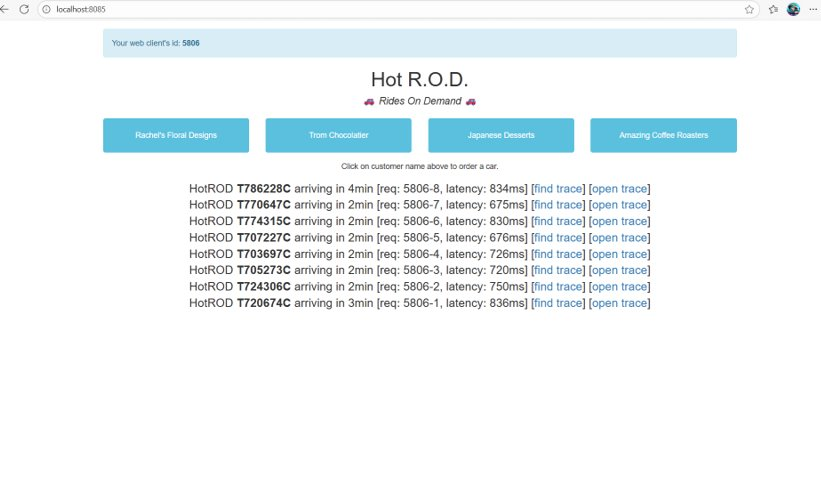 localhost:8085
Your web client's id: 5806
Hot R.O.D.
Rides On Demand
Rachel's Floral Designs
Trom Chocolatier
Japanese Desserts
Amazing Coffee Roasters
Click on customer name above to order a car.
HotROD T786228C arriving in 4min [req: 5806-8, latency: 834ms] [find trace] [open trace]
HotROD T770647C arriving in 2min [req: 5806-7, latency: 675ms] [find trace] [open trace]
HotROD T774315C arriving in 2min [req: 5806-6, latency: 830ms] [find trace] [open trace]
HotROD T707227C arriving in 2min [req: 5806-5, latency: 676ms] [find trace] [open trace]
HotROD T703697C arriving in 2min [req: 5806-4, latency: 726ms] [find trace] [open trace]
HotROD T705273C arriving in 2min [req: 5806-3, latency: 720ms] [find trace] [open trace]
HotROD T724306C arriving in 2min [req: 5806-2, latency: 750ms] [find trace] [open trace]
HotROD T720674C arriving in 3min [req: 5806-1, latency: 836ms] [find trace] [open trace]